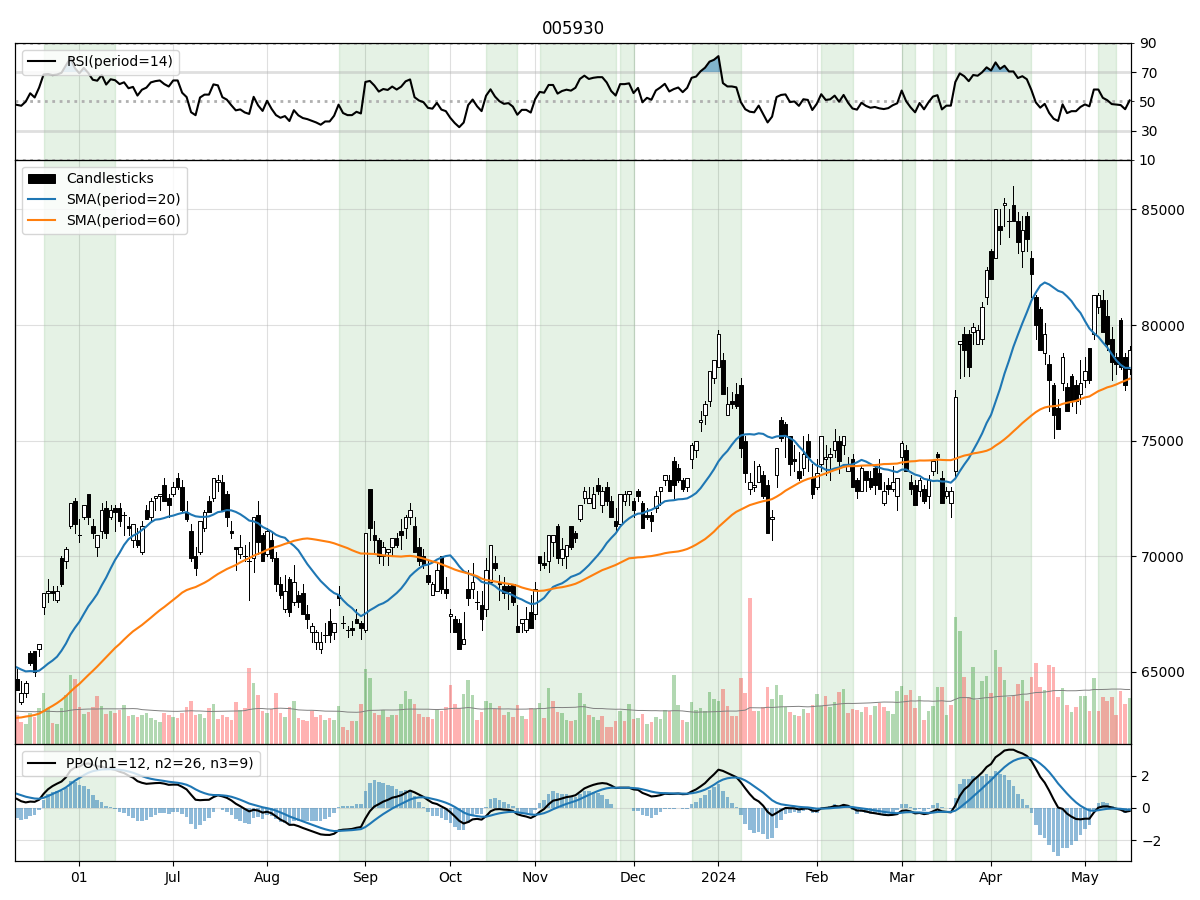 005930
RSI(period=14)
90
70
50
30
10
Candlesticks
SMA(period=20)
SMA(period=60)
85000
80000
75000
70000
65000
PPO(n1=12, n2=26, n3=9)
2
0
−2
01 Jul Aug Sep Oct Nov Dec 2024 Feb Mar Apr May